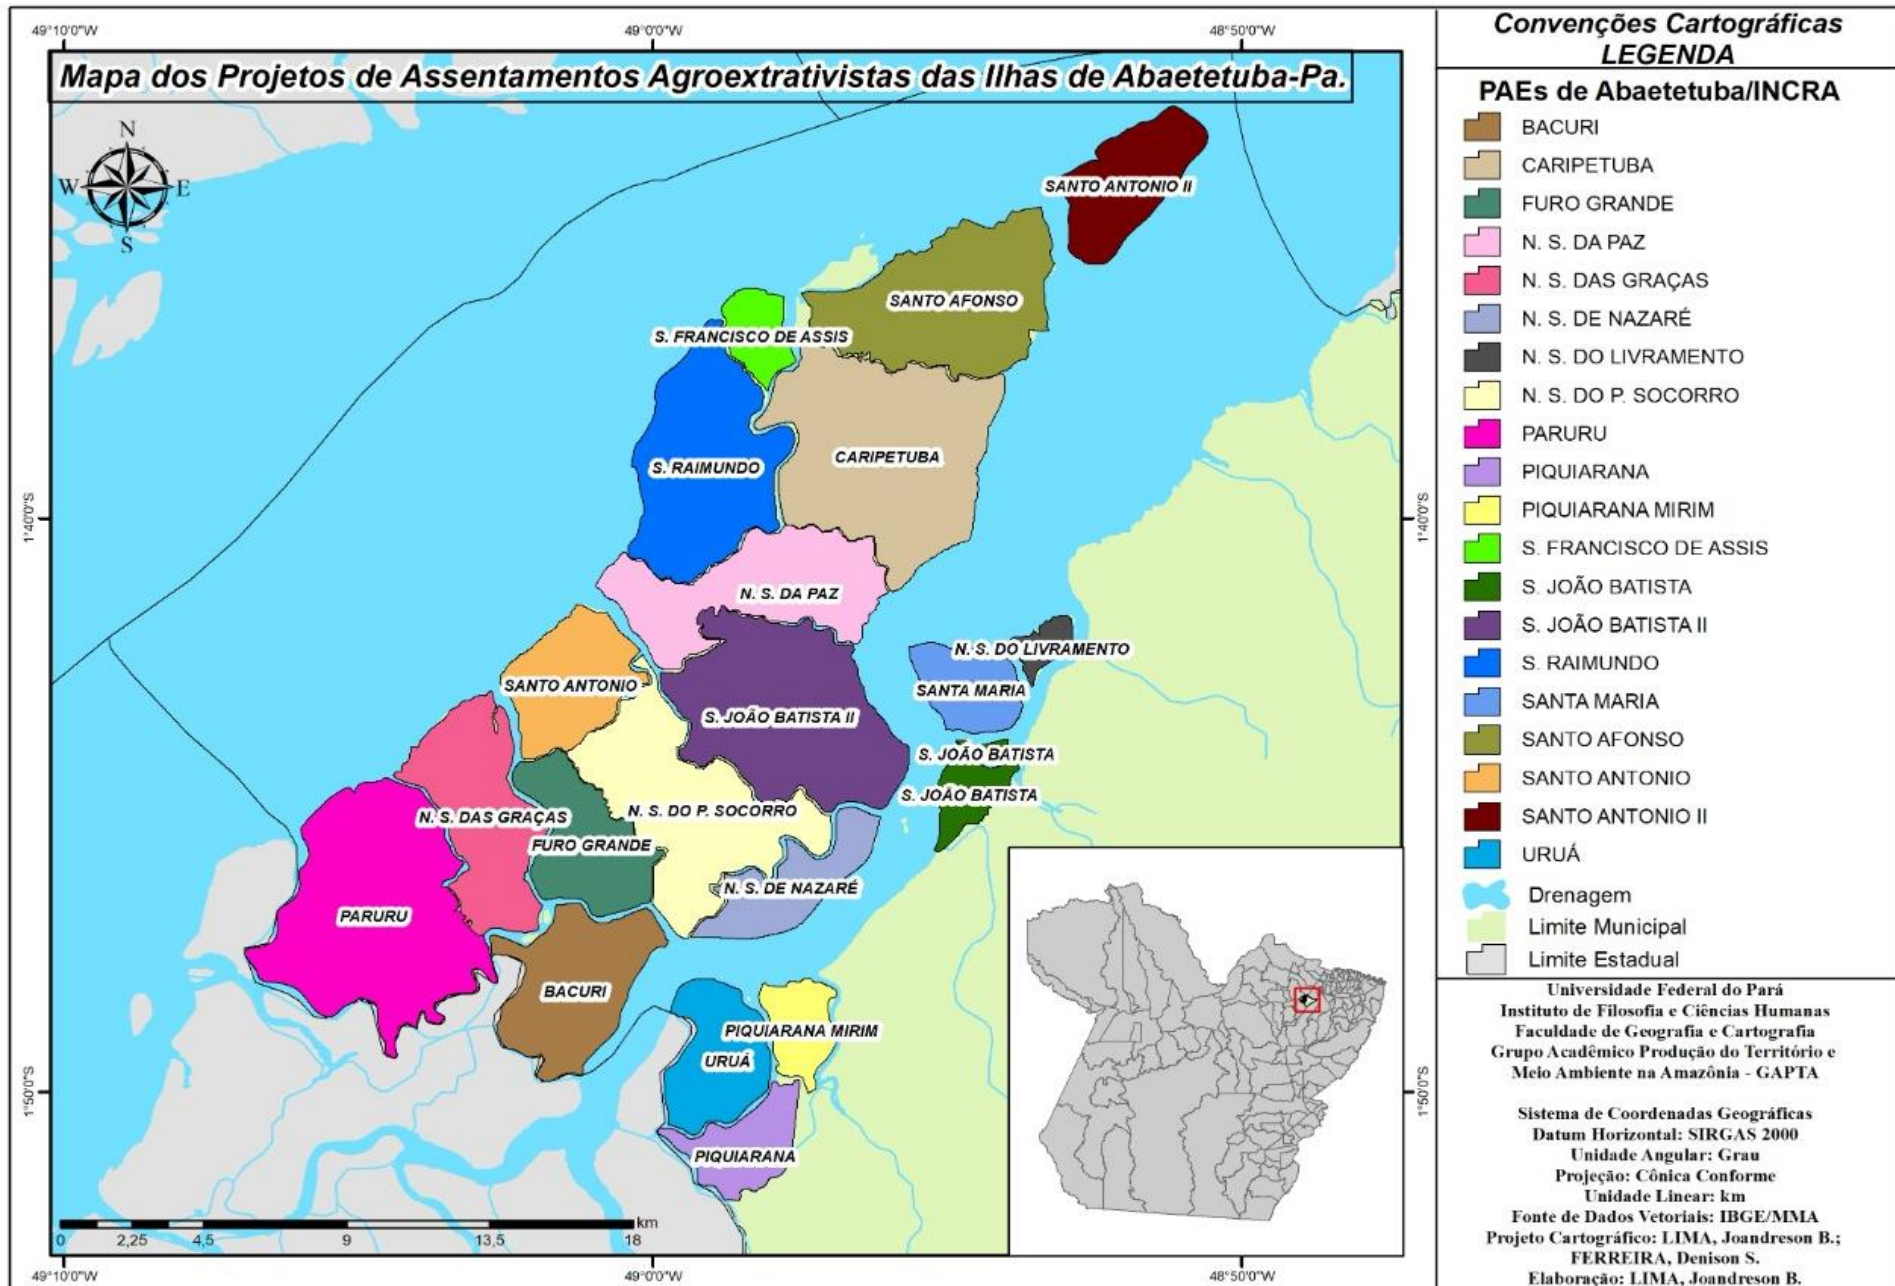 49°10'0"W
49°0'0"W
48°50'0"W
Mapa dos Projetos de Assentamentos Agroextrativistas das Ilhas de Abaetetuba-Pa.
N
W
E
S
SANTO ANTONIO II
SANTO AFONSO
S. FRANCISCO DE ASSIS
CARIPETUBA
S. RAIMUNDO
1°40'0"S
1°40'0"S
N. S. DA PAZ
N. S. DO LIVRAMENTO
SANTO ANTONIO
SANTA MARIA
S. JOÃO BATISTA II
S. JOÃO BATISTA
S. JOÃO BATISTA
N. S. DO P. SOCORRO
N. S. DAS GRAÇAS
FURO GRANDE
N. S. DE NAZARÉ
PARURU
BACURI
PIQUIARANA MIRIM
URUÁ
1°50'0"S
1°50'0"S
PIQUIARANA
km
0
2,25
4,5
9
13,5
18
49°10'0"W
49°0'0"W
48°50'0"W
Convenções Cartográficas
LEGENDA
PAEs de Abaetetuba/INCRA
BACURI
CARIPETUBA
FURO GRANDE
N. S. DA PAZ
N. S. DAS GRAÇAS
N. S. DE NAZARÉ
N. S. DO LIVRAMENTO
N. S. DO P. SOCORRO
PARURU
PIQUIARANA
PIQUIARANA MIRIM
S. FRANCISCO DE ASSIS
S. JOÃO BATISTA
S. JOÃO BATISTA II
S. RAIMUNDO
SANTA MARIA
SANTO AFONSO
SANTO ANTONIO
SANTO ANTONIO II
URUÁ
Drenagem
Limite Municipal
Limite Estadual
Universidade Federal do Pará
Instituto de Filosofia e Ciências Humanas
Faculdade de Geografia e Cartografia
Grupo Acadêmico Produção do Território e
Meio Ambiente na Amazônia - GAPTA
Sistema de Coordenadas Geográficas
Datum Horizontal: SIRGAS 2000
Unidade Angular: Grau
Projeção: Cônica Conforme
Unidade Linear: km
Fonte de Dados Vetoriais: IBGE/MMA
Projeto Cartográfico: LIMA, Joandreson B.;
FERREIRA, Denison S.
Elaboração: LIMA, Joandreson B.